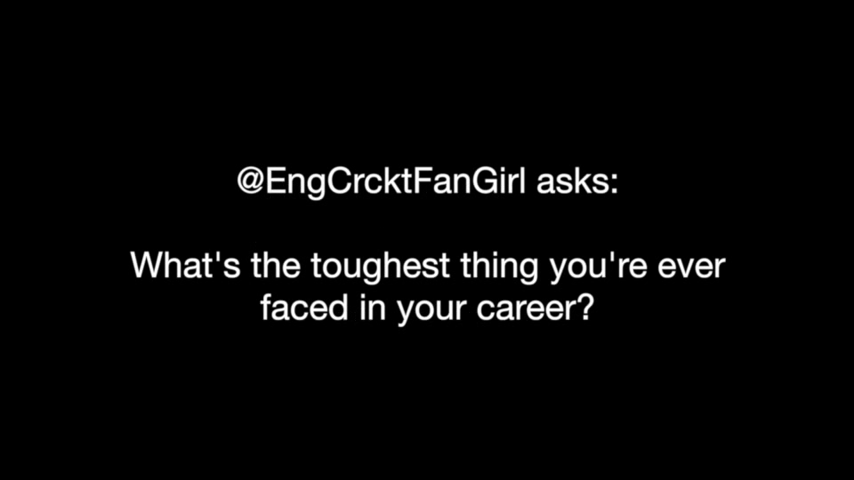 @EngCrcktFanGirl asks:
What's the toughest thing you're ever
faced in your career?